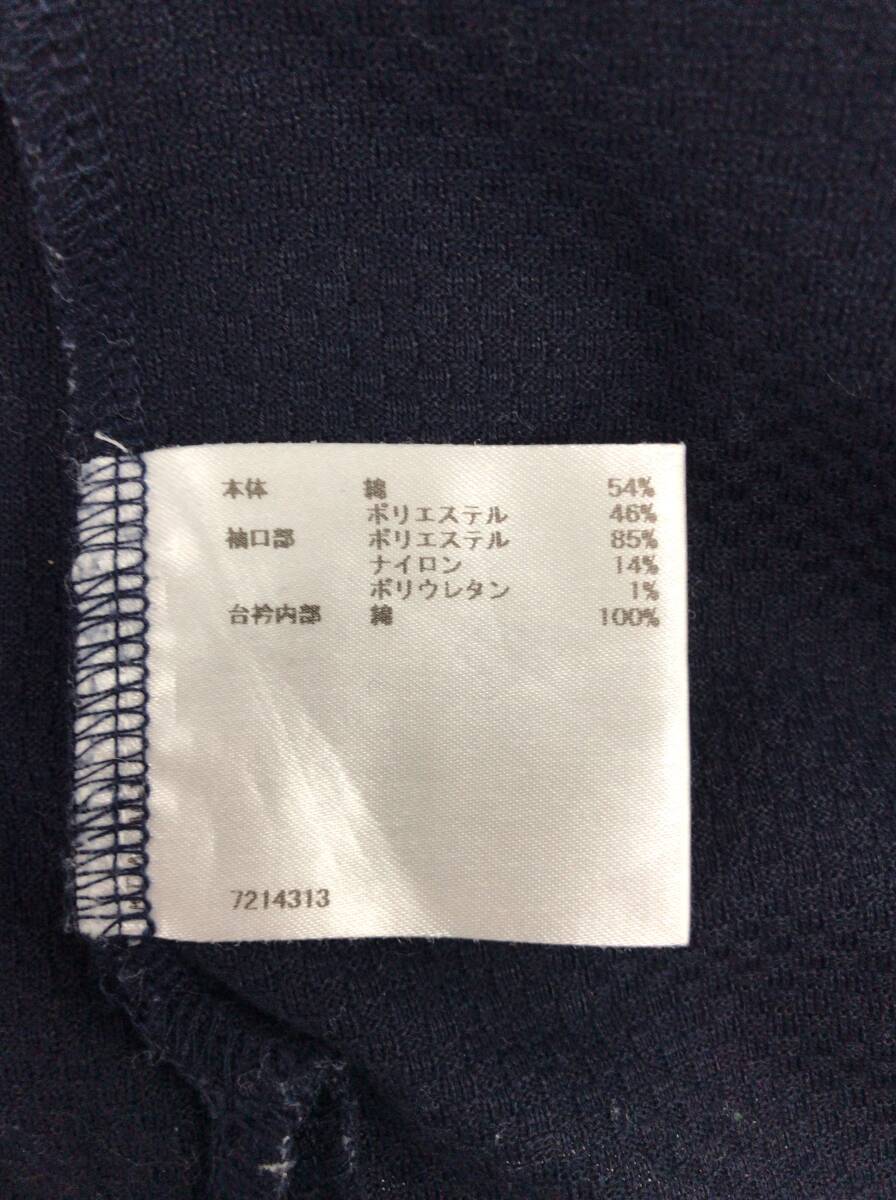 本体 綿 54%
ポリエステル 46%
袖口部 ポリエステル 85%
ナイロン 14%
ポリウレタン 1%
台衿内部 綿 100%
7214313